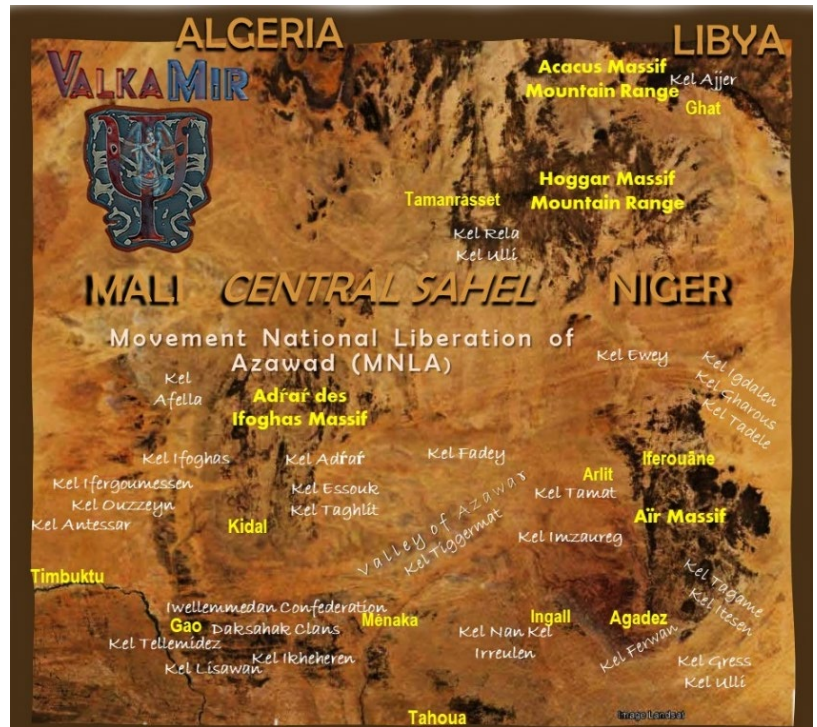 ALGERIA
LIBYA
VALKAMIR
Acacus Massif
Mountain Range
Kel Ajjer
Ghat
Hoggar Massif
Mountain Range
Tamanrasset
Kel Rela
Kel Ulli
MALI
CENTRAL SAHEL
NIGER
Movement National Liberation of
Azawad (MNLA)
Kel Ewey
Kel Igdalen
Kel Gharous
Kel Tadele
Kel
Afella
Adŕaŕ des
Ifoghas Massif
Kel Ifoghas
Kel Adŕaŕ
Kel Fadey
Iferouāne
Arlit
Kel Tamat
Kel Ifergoumessen
Kel Ouzzeyn
Kel Antessar
Kel Essouk
Kel Taghlit
Kidal
Valley of Azawar
Kel Tiggermat
Aïr Massif
Kel Imzaureg
Timbuktu
Kel Tagame
Kel Itesen
Iwellemmedan Confederation
Gao
Daksahak Clans
Mēnaka
Ingall
Agadez
Kel Tellemidez
Kel Ikheheren
Kel Lisawan
Kel Nan Kel
Irreulen
Kel Ferwan
Kel Gress
Kel Ulli
Tahoua
Image Landsat